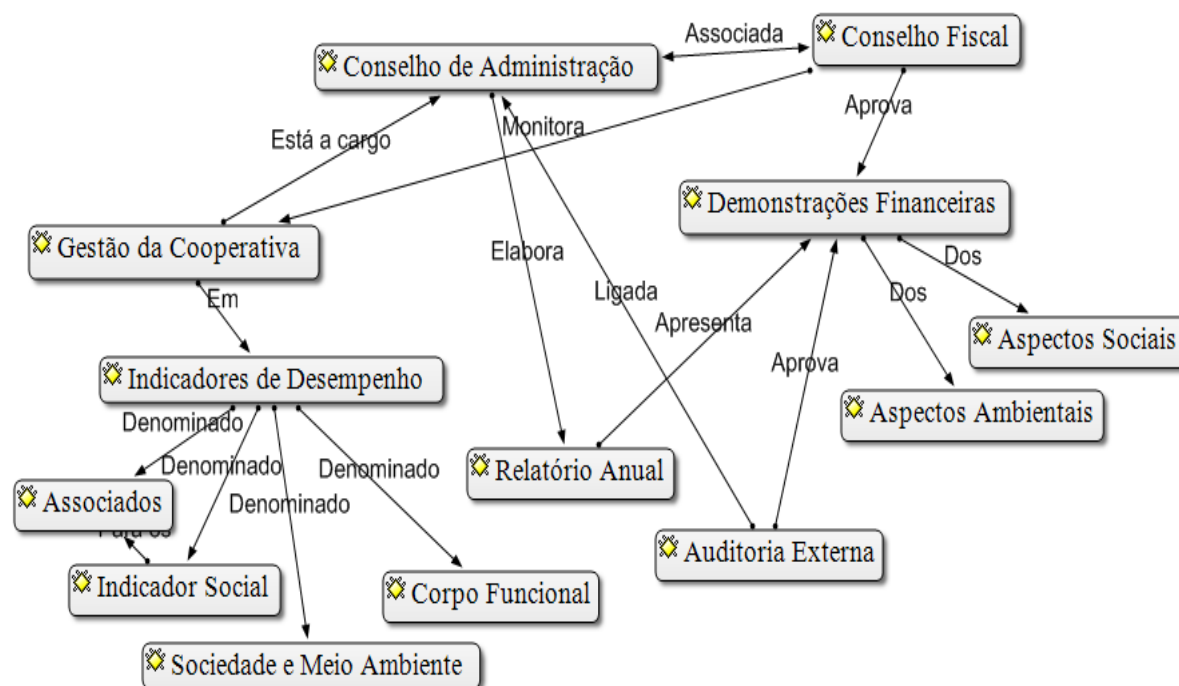 Associada
Conselho Fiscal
Conselho de Administração
Aprova
Monitora
Está a cargo
Demonstrações Financeiras
Gestão da Cooperativa
Elabora
Dos
Em
Ligada
Dos
Apresenta
Aspectos Sociais
Aprova
Indicadores de Desempenho
Aspectos Ambientais
Denominado
Denominado
Denominado
Relatório Anual
Associados
Denominado
Para os
Auditoria Externa
Indicador Social
Corpo Funcional
Sociedade e Meio Ambiente